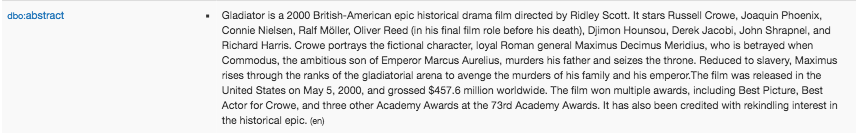 dbo:abstract
▪ Gladiator is a 2000 British-American epic historical drama film directed by Ridley Scott. It stars Russell Crowe, Joaquin Phoenix,
Connie Nielsen, Ralf Möller, Oliver Reed (in his final film role before his death), Djimon Hounsou, Derek Jacobi, John Shrapnel, and
Richard Harris. Crowe portrays the fictional character, loyal Roman general Maximus Decimus Meridius, who is betrayed when
Commodus, the ambitious son of Emperor Marcus Aurelius, murders his father and seizes the throne. Reduced to slavery, Maximus
rises through the ranks of the gladiatorial arena to avenge the murders of his family and his emperor.The film was released in the
United States on May 5, 2000, and grossed $457.6 million worldwide. The film won multiple awards, including Best Picture, Best
Actor for Crowe, and three other Academy Awards at the 73rd Academy Awards. It has also been credited with rekindling interest in
the historical epic. (en)